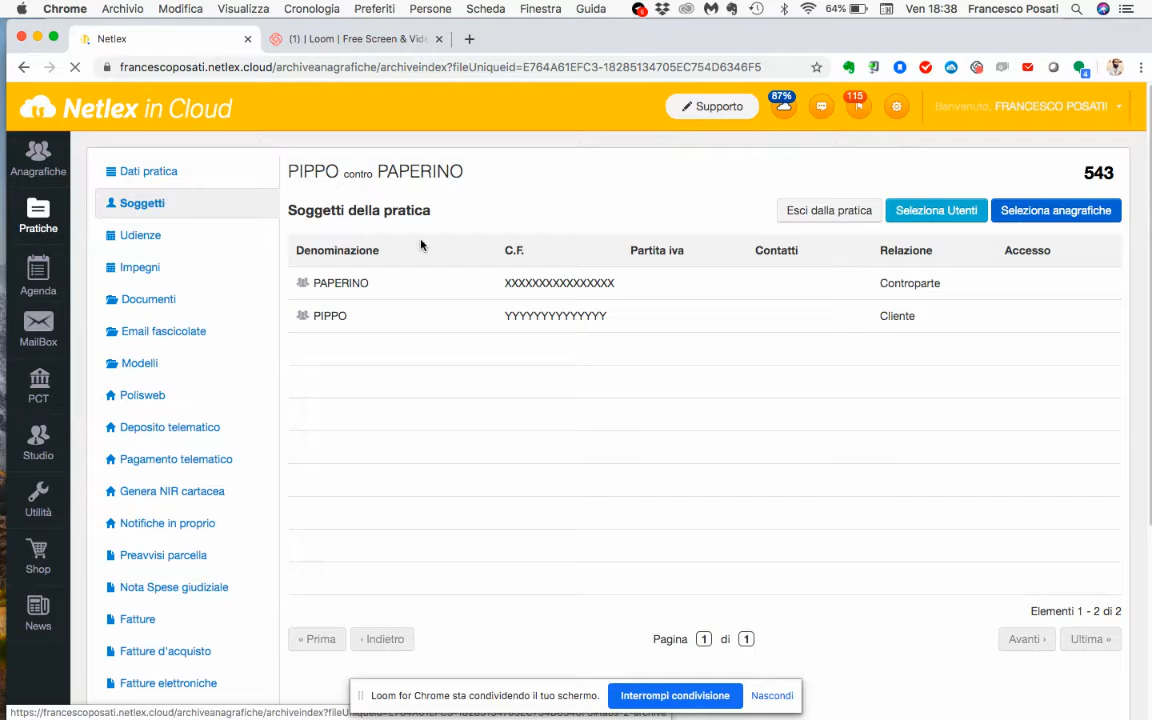 Chrome Archivio Modifica Visualizza Cronologia Preferiti Persone Scheda Finestra Guida 64% Ven 18:38 Francesco Posati
Netlex
(1) | Loom | Free Screen & Vide
francescoposati.netlex.cloud/archiveanagrafiche/archiveindex?fileUniqueid=E764A61EFC3-18285134705EC754D6346F5
4
Netlex in Cloud
Supporto
87%
115
Benvenuto, FRANCESCO POSATI!
Anagrafiche
Pratiche
Agenda
MailBox
PCT
Studio
Utilità
Shop
News
Dati pratica
Soggetti
Udienze
Impegni
Documenti
Email fascicolate
Modelli
Polisweb
Deposito telematico
Pagamento telematico
Genera NIR cartacea
Notifiche in proprio
Preavvisi parcella
Nota Spese giudiziale
Fatture
Fatture d'acquisto
Fatture elettroniche
PIPPO contro PAPERINO
543
Soggetti della pratica
Esci dalla pratica
Seleziona Utenti
Seleziona anagrafiche
Denominazione C.F. Partita iva Contatti Relazione Accesso
PAPERINO XXXXXXXXXXXXXXXX Controparte
PIPPO YYYYYYYYYYYYYY Cliente
Elementi 1 - 2 di 2
« Prima ‹ Indietro Pagina 1 di 1 Avanti › Ultima »
Loom for Chrome sta condividendo il tuo schermo. Interrompi condivisione Nascondi